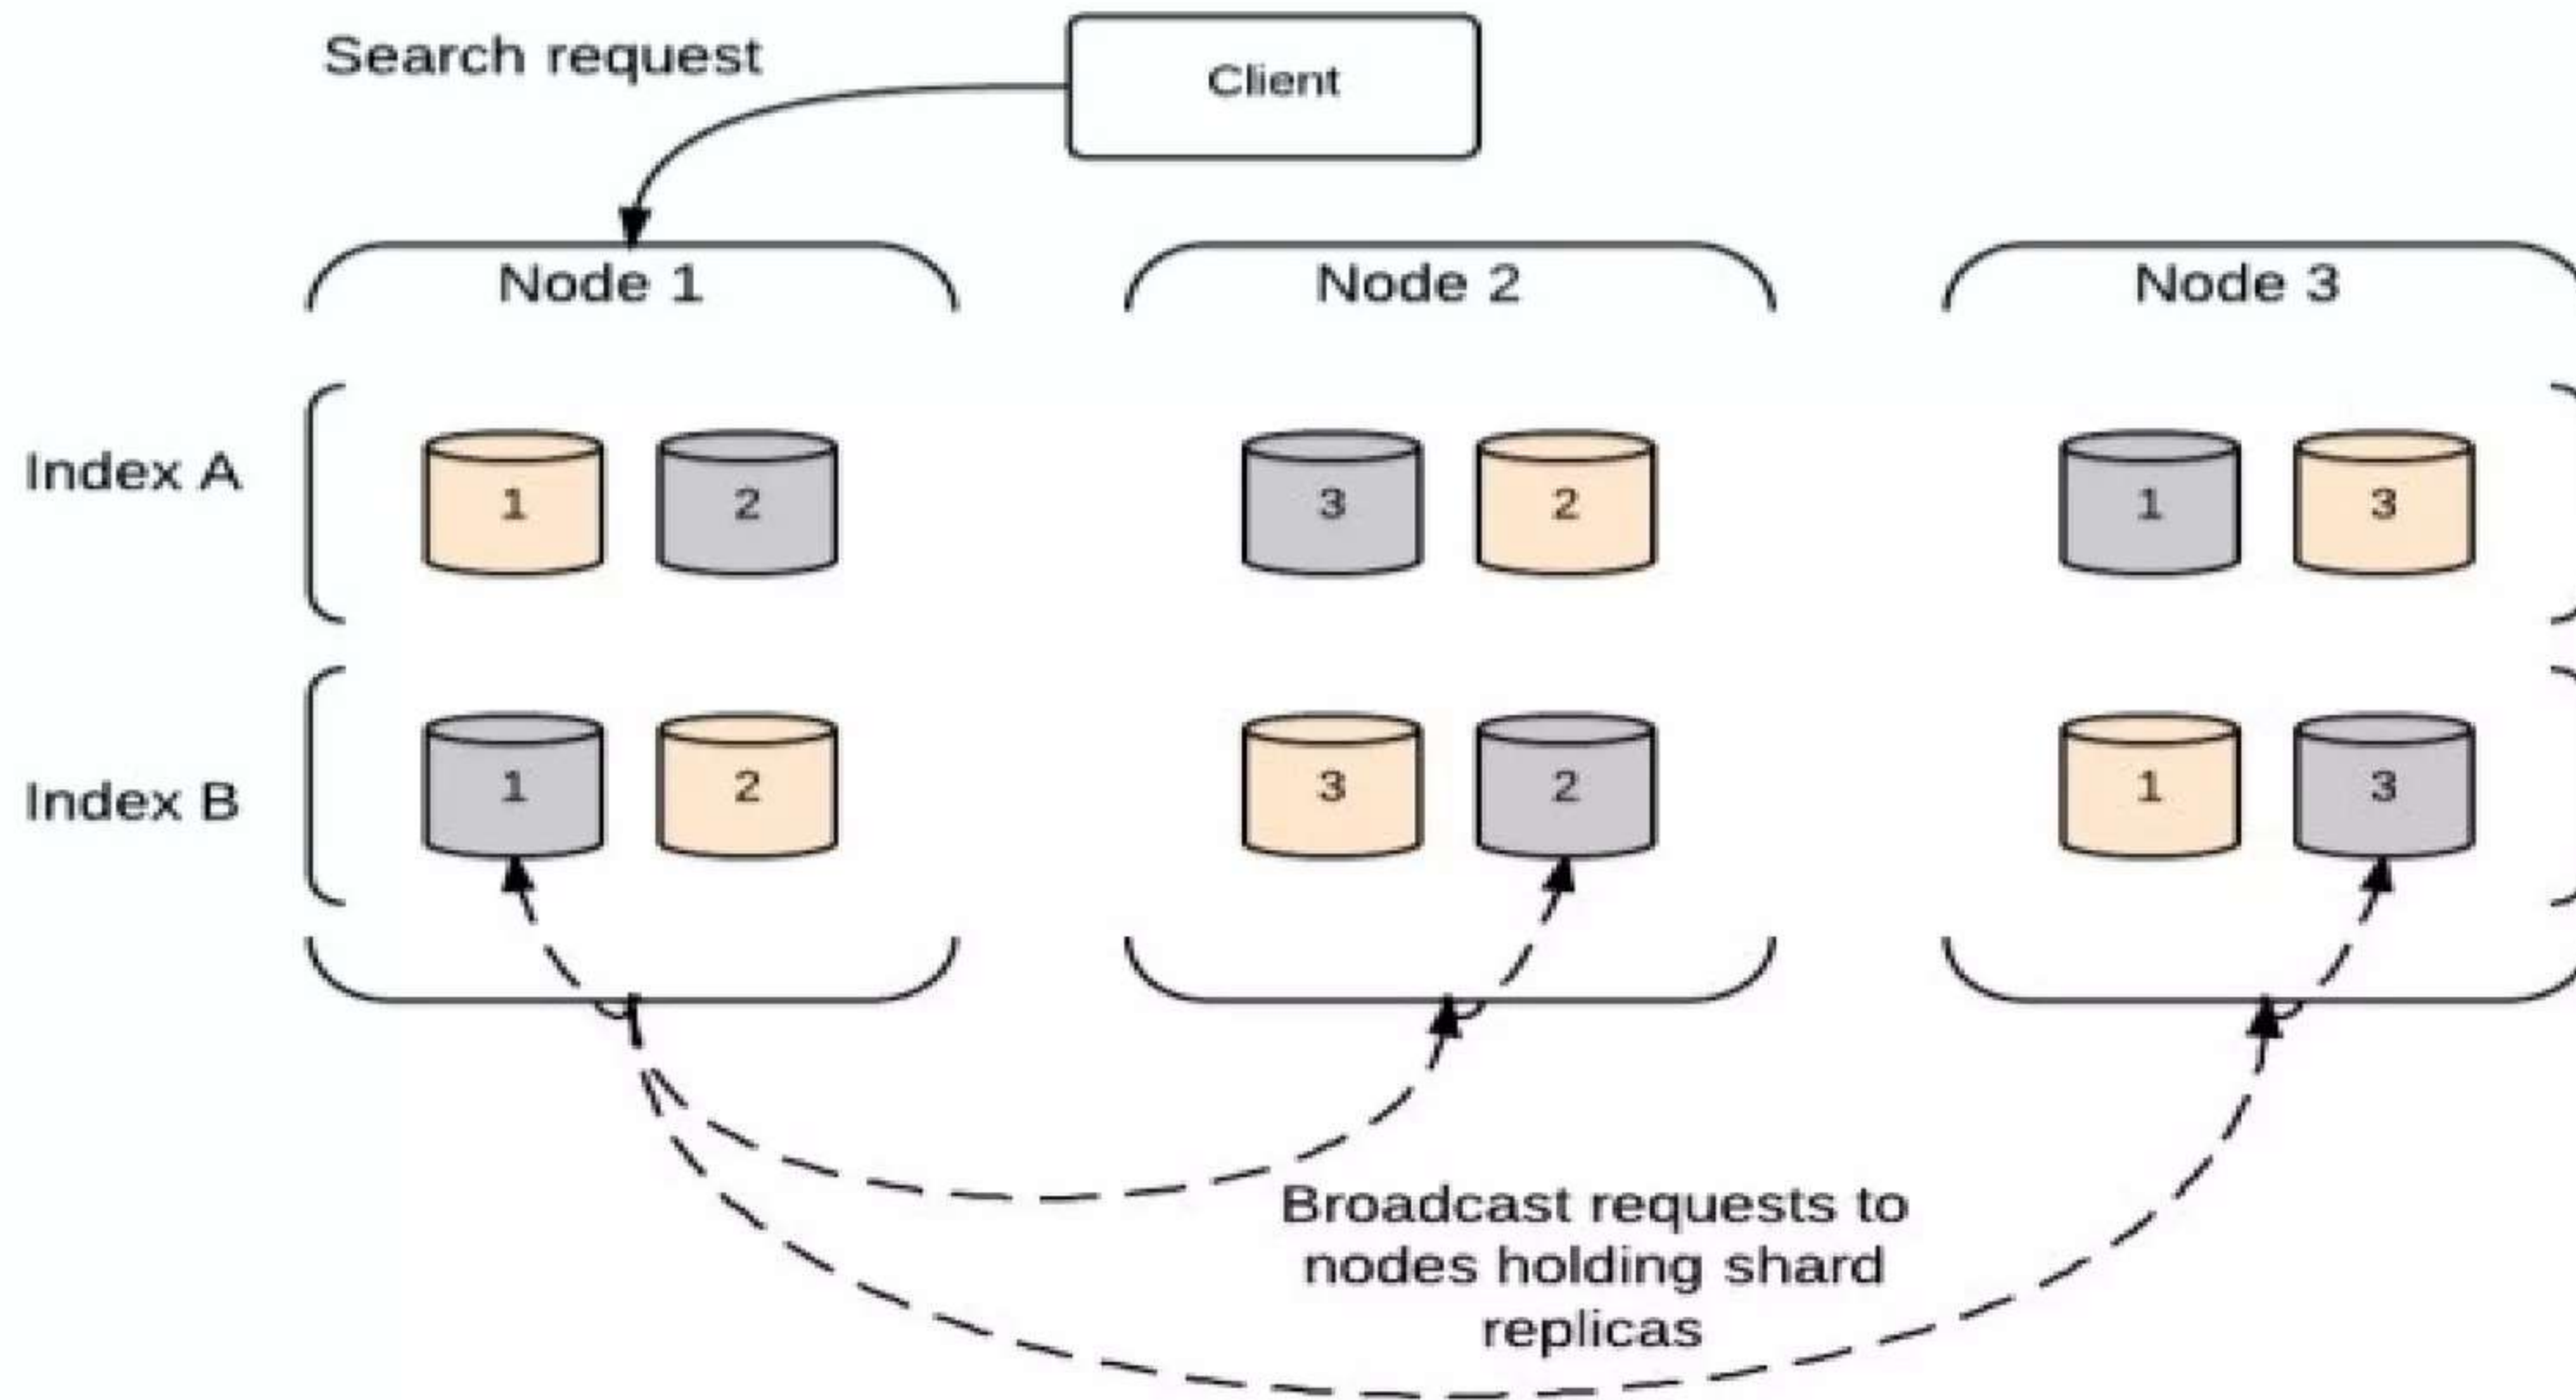 Search request
Client
Node 1
Node 2
Node 3
Index A
1
2
3
2
1
3
Index B
1
2
3
2
1
3
Broadcast requests to
nodes holding shard
replicas